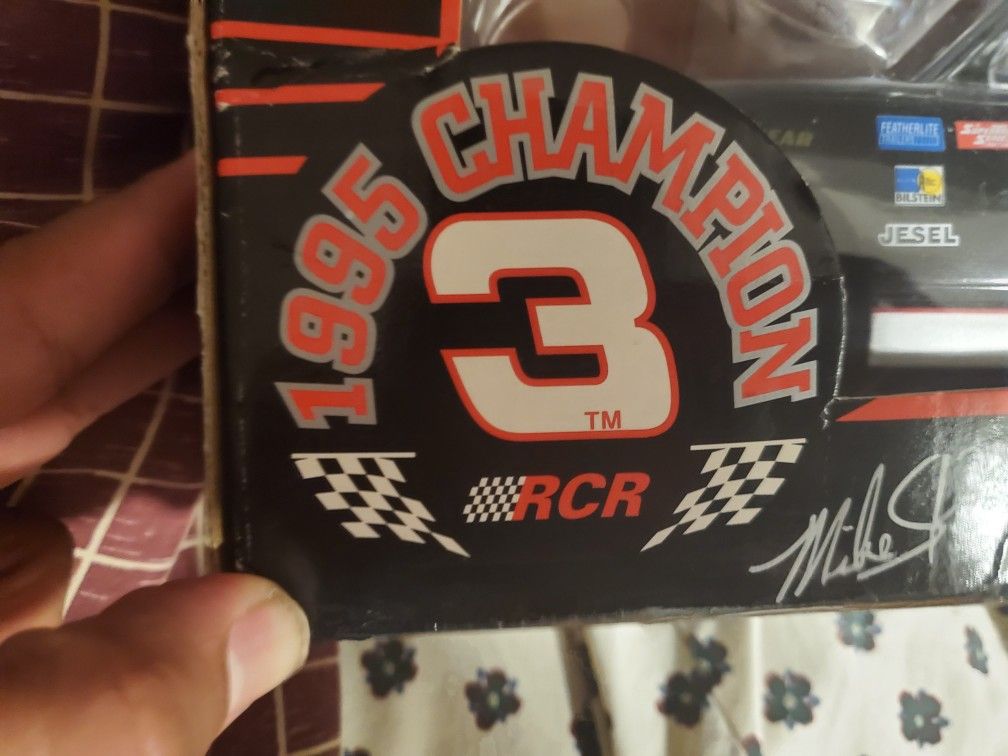 1995 CHAMPION
3
TM
RCR
FEATHERLITE
BILSTEIN
JESEL
Mike